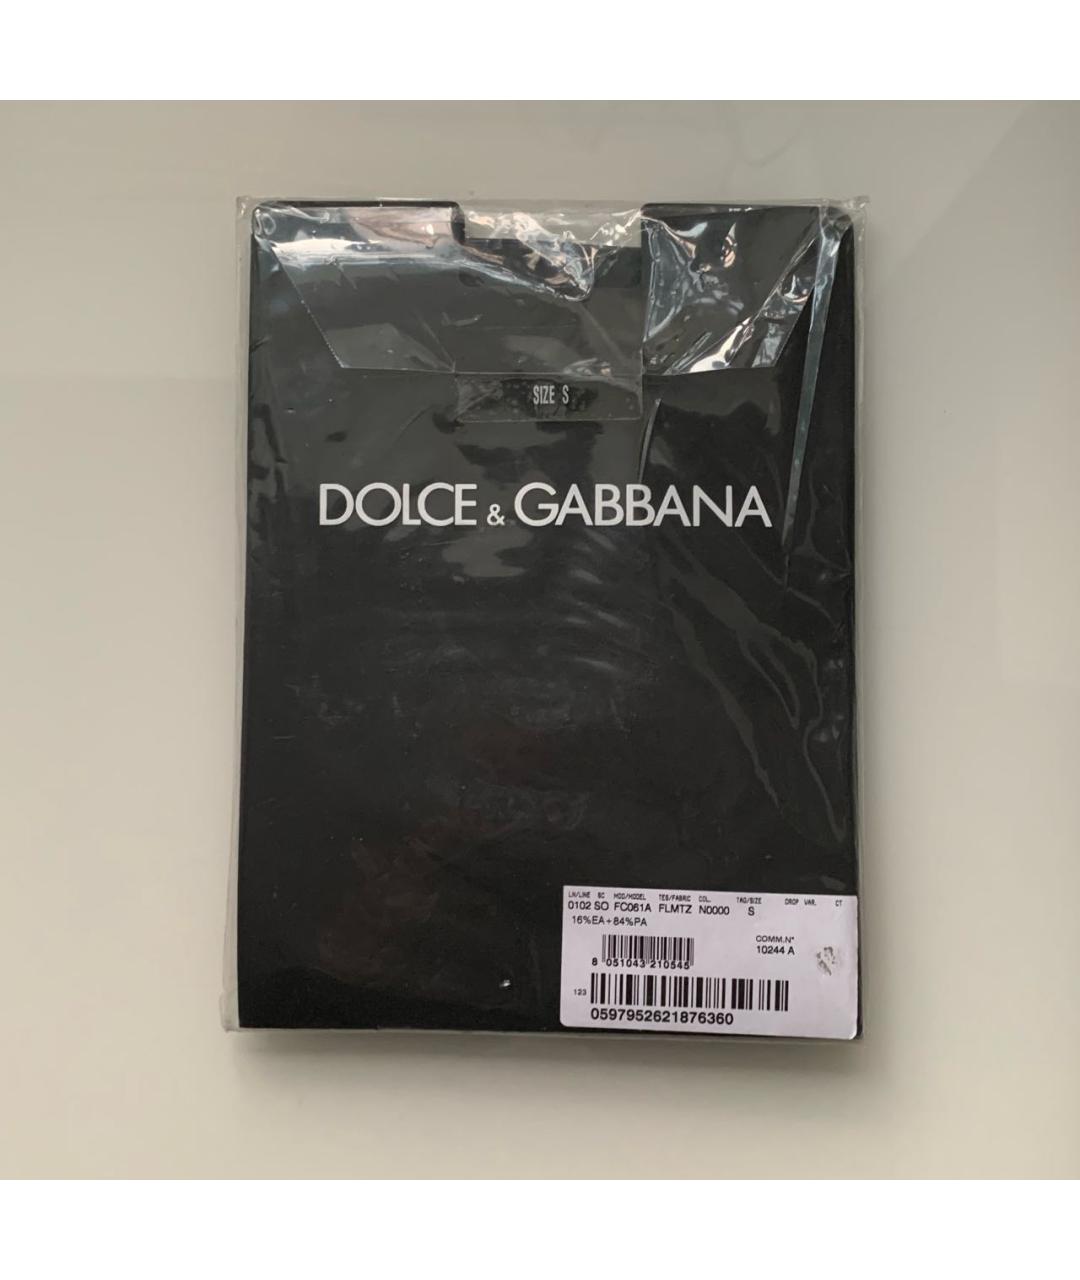 SIZE S
DOLCE & GABBANA
LN/LINE SC MOD/MODEL TES/FABRIC COL. TAG/SIZE DROP VAR. CT
0102 SO FC061A FLMTZ N0000 S
16%EA+84%PA
COMM.N°
10244 A
8 051043 210545
123
0597952621876360